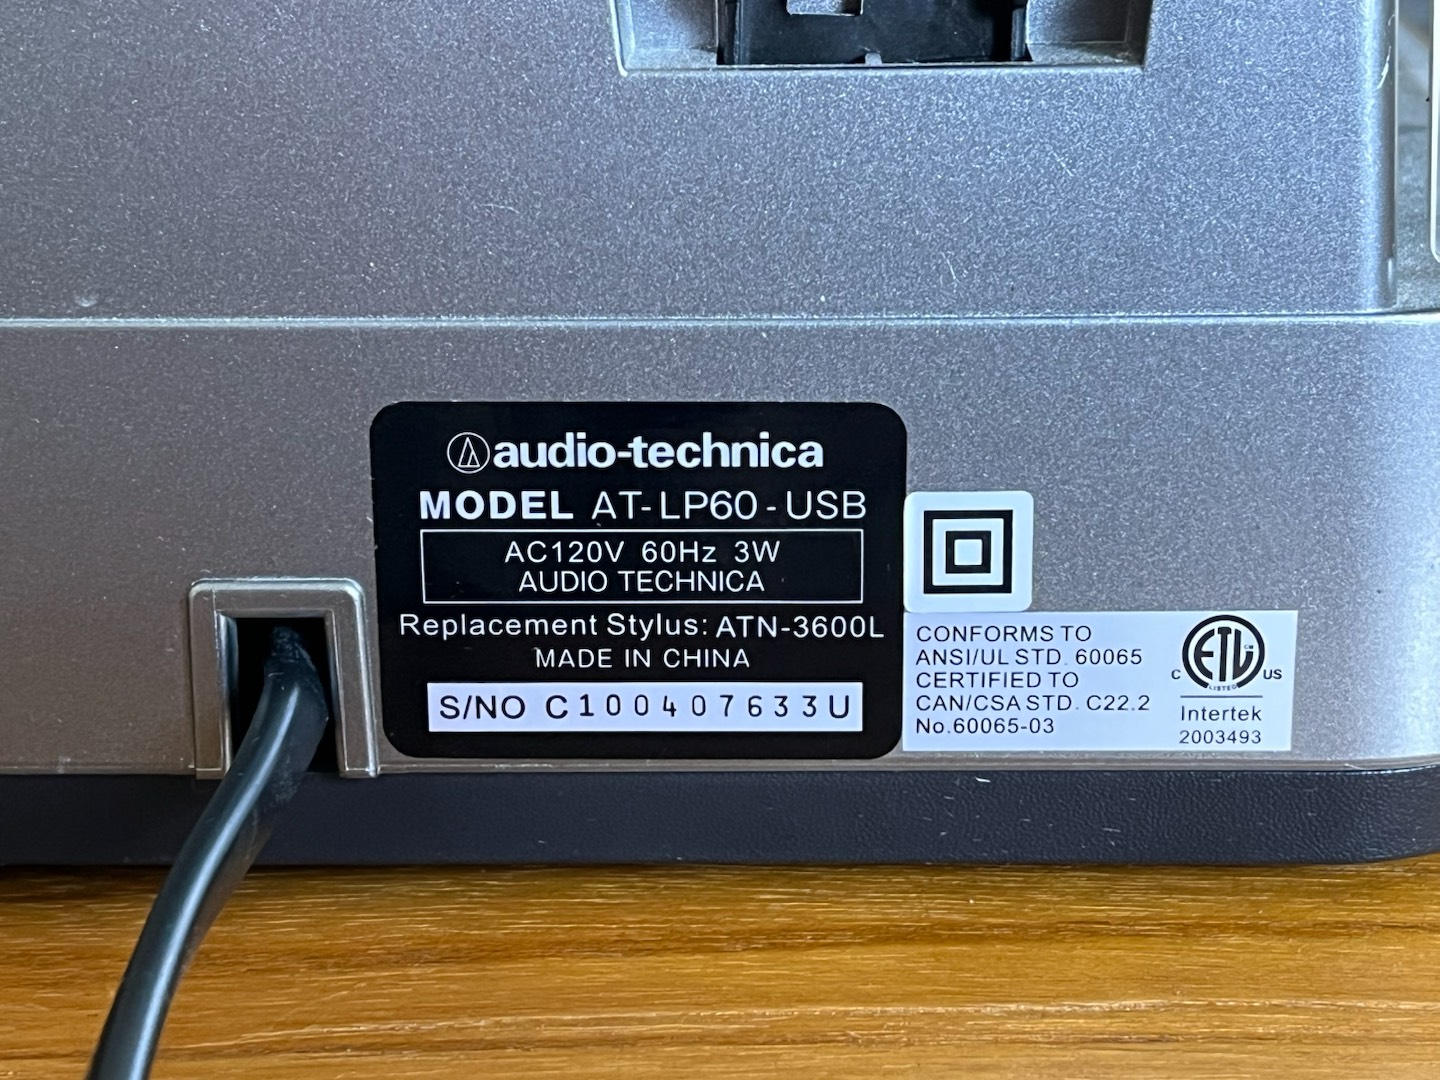 audio-technica
MODEL AT-LP60-USB
AC120V 60Hz 3W
AUDIO TECHNICA
Replacement Stylus: ATN-3600L
MADE IN CHINA
S/NO C100407633U
CONFORMS TO
ANSI/UL STD. 60065
CERTIFIED TO
CAN/CSA STD. C22.2
No.60065-03
ETL
C US
LISTED
Intertek
2003493